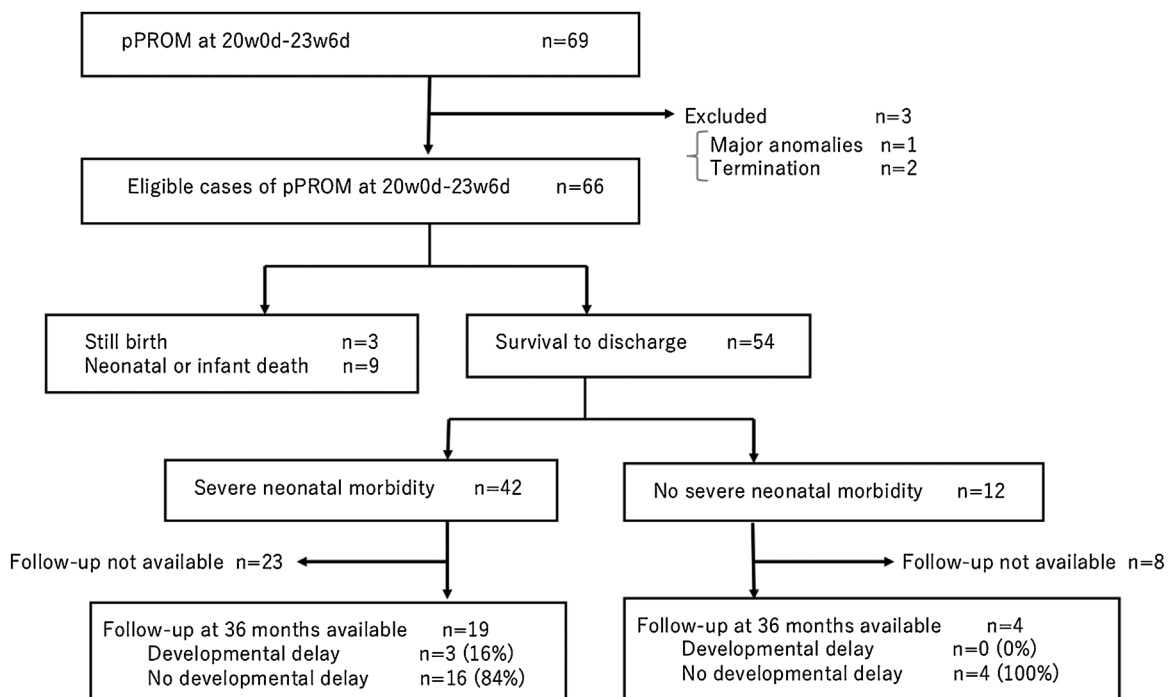 pPROM at 20w0d-23w6d n=69
Excluded n=3
Major anomalies n=1
Termination n=2
Eligible cases of pPROM at 20w0d-23w6d n=66
Still birth n=3
Neonatal or infant death n=9
Survival to discharge n=54
Severe neonatal morbidity n=42
No severe neonatal morbidity n=12
Follow-up not available n=23
Follow-up not available n=8
Follow-up at 36 months available n=19
Developmental delay n=3 (16%)
No developmental delay n=16 (84%)
Follow-up at 36 months available n=4
Developmental delay n=0 (0%)
No developmental delay n=4 (100%)